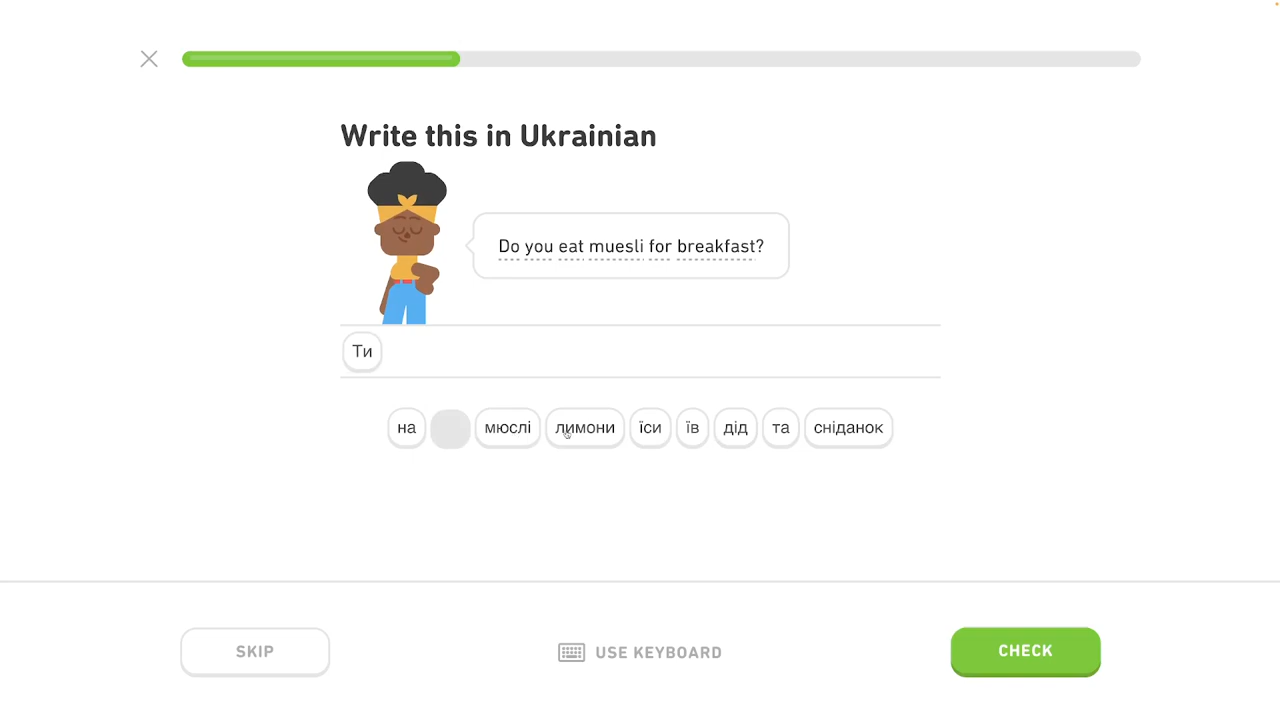 Write this in Ukrainian
Do you eat muesli for breakfast?
Ти
на мюслі лимони їси їв дід та сніданок
SKIP USE KEYBOARD CHECK